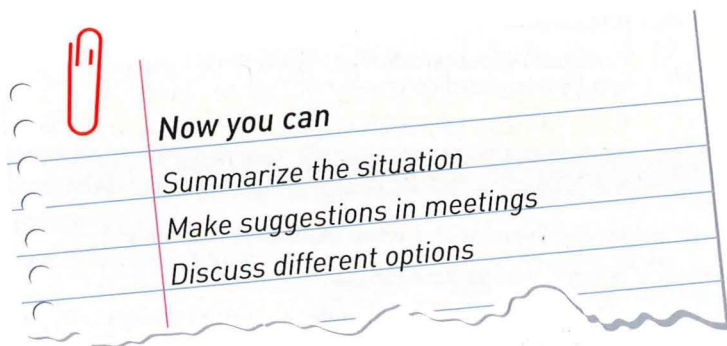 Now you can
Summarize the situation
Make suggestions in meetings
Discuss different options